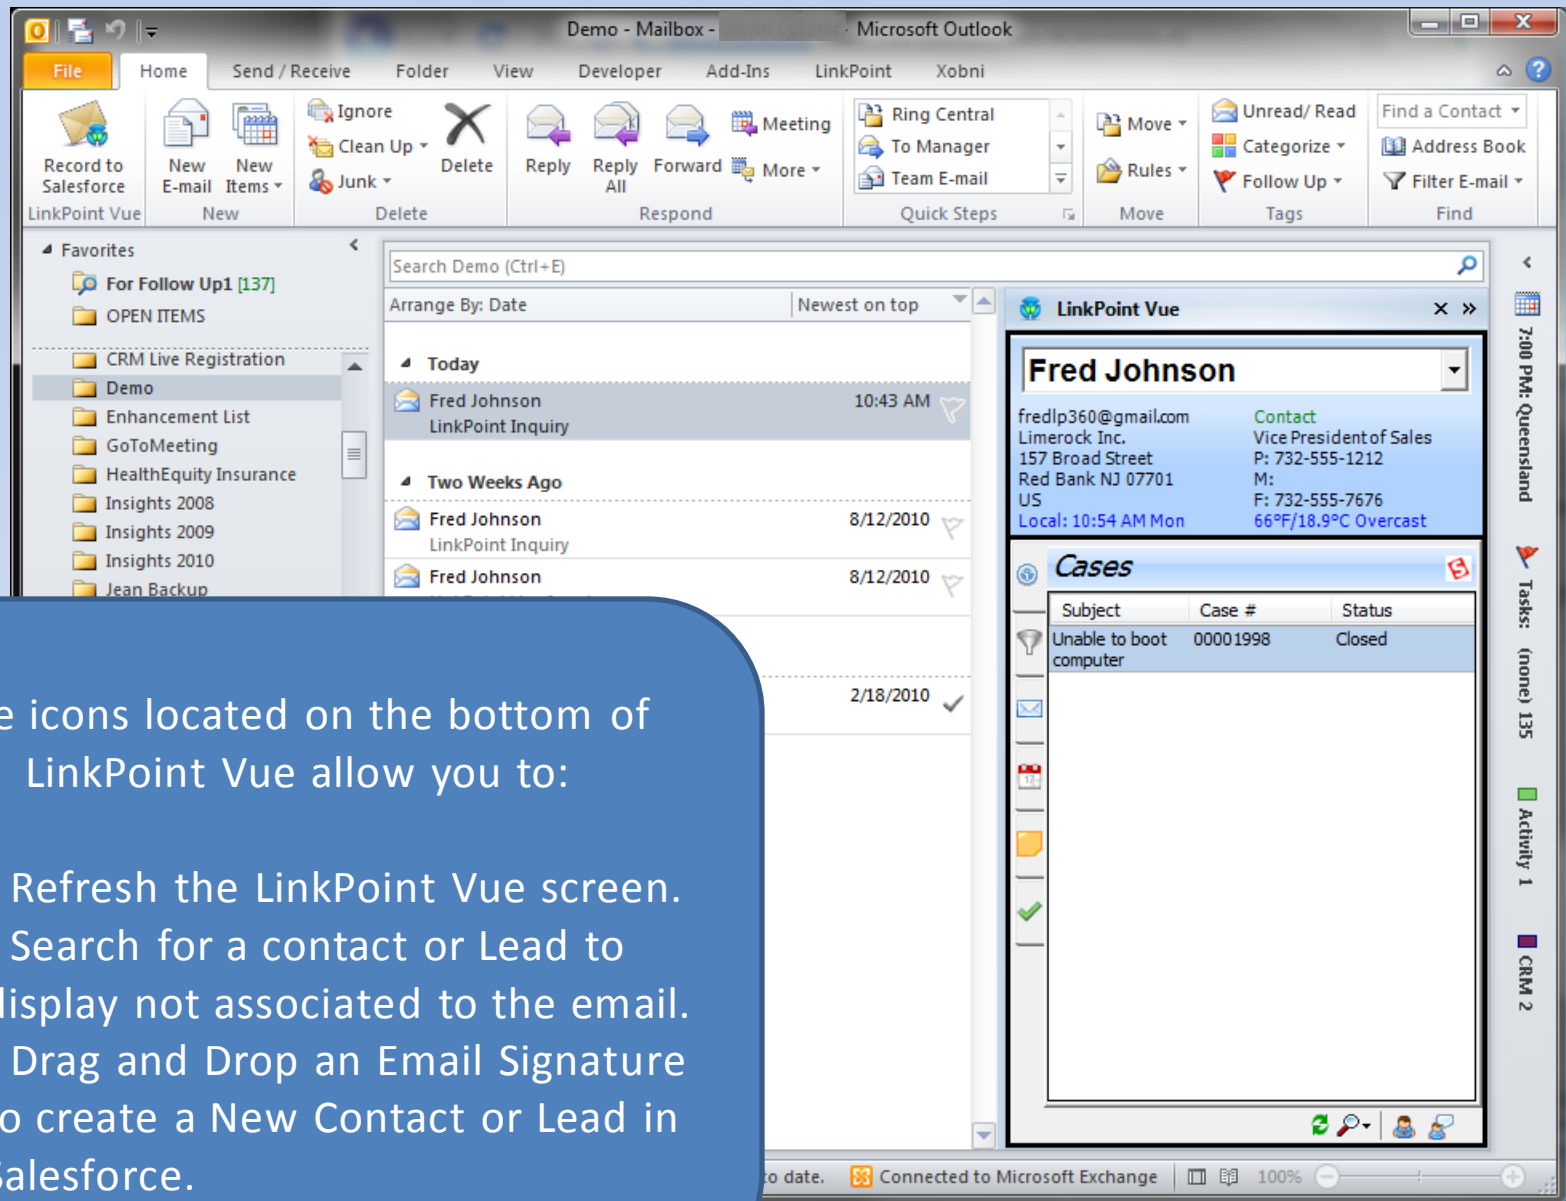 Demo - Mailbox -
- Microsoft Outlook
File Home Send / Receive Folder View Developer Add-Ins LinkPoint Xobni
Record to Salesforce
LinkPoint Vue
New E-mail
New Items
New
Ignore
Clean Up
Junk
Delete
Delete
Reply
Reply All
Forward
Meeting
More
Respond
Ring Central
To Manager
Team E-mail
Quick Steps
Move
Rules
Move
Unread/ Read
Categorize
Follow Up
Tags
Find a Contact
Address Book
Filter E-mail
Find
Favorites
For Follow Up1 [137]
OPEN ITEMS
CRM Live Registration
Demo
Enhancement List
GoToMeeting
HealthEquity Insurance
Insights 2008
Insights 2009
Insights 2010
Jean Backup
Search Demo (Ctrl+E)
Arrange By: Date Newest on top
Today
Fred Johnson 10:43 AM
LinkPoint Inquiry
Two Weeks Ago
Fred Johnson 8/12/2010
LinkPoint Inquiry
Fred Johnson 8/12/2010
2/18/2010
LinkPoint Vue
Fred Johnson
fredlp360@gmail.com Contact
Limerock Inc. Vice President of Sales
157 Broad Street P: 732-555-1212
Red Bank NJ 07701 M:
US F: 732-555-7676
Local: 10:54 AM Mon 66°F/18.9°C Overcast
Cases
Subject Case # Status
Unable to boot 00001998 Closed
computer
7:00 PM: Queensland
Tasks: (none) 135
Activity 1
CRM 2
e icons located on the bottom of
LinkPoint Vue allow you to:
Refresh the LinkPoint Vue screen.
Search for a contact or Lead to
display not associated to the email.
Drag and Drop an Email Signature
to create a New Contact or Lead in
Salesforce.
to date. Connected to Microsoft Exchange 100%